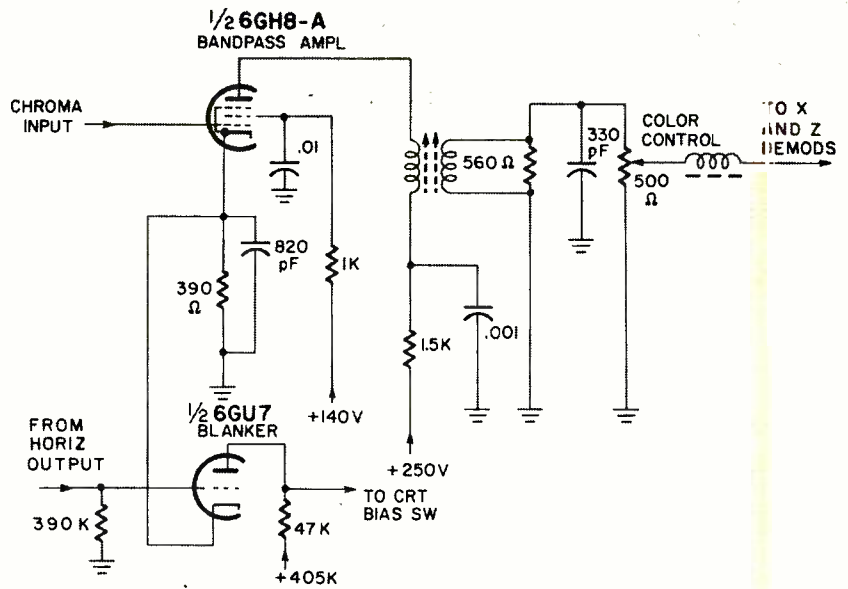 1/2 6GH8-A
BANDPASS AMPL
CHROMA
INPUT
.01
560 Ω
330
pF
COLOR
CONTROL
500
Ω
TO X
AND Z
DEMODS
820
pF
390
Ω
1K
1.5K
.001
+140V
+250V
1/2 6GU7
BLANKER
FROM
HORIZ
OUTPUT
390K
47K
+405K
TO CRT
BIAS SW